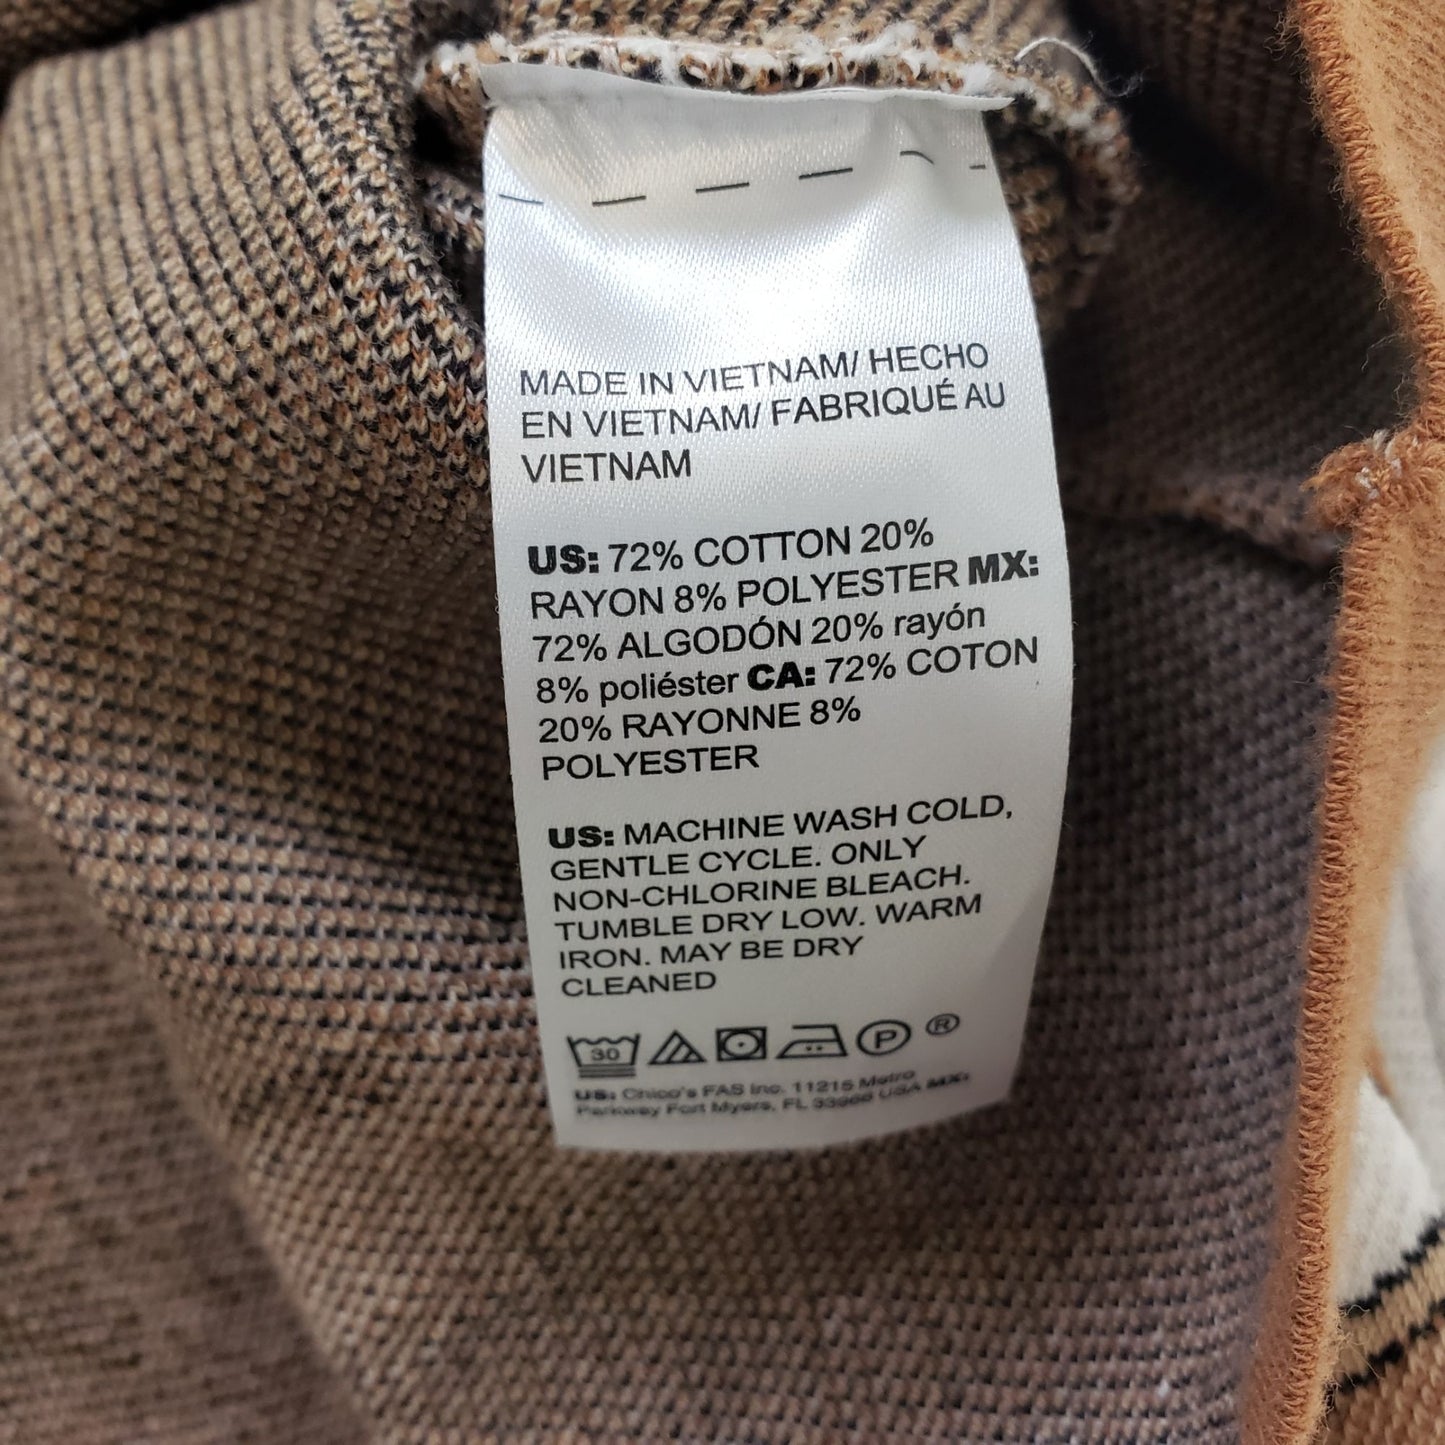 MADE IN VIETNAM/ HECHO
EN VIETNAM/ FABRIQUÉ AU
VIETNAM
US: 72% COTTON 20%
RAYON 8% POLYESTER MX:
72% ALGODÓN 20% rayón
8% poliéster CA: 72% COTON
20% RAYONNE 8%
POLYESTER
US: MACHINE WASH COLD,
GENTLE CYCLE. ONLY
NON-CHLORINE BLEACH.
TUMBLE DRY LOW. WARM
IRON. MAY BE DRY
CLEANED
30 P ®
US: Chico's FAS Inc. 11215 Metro
Parkway Fort Myers, FL 33966 USA MX: